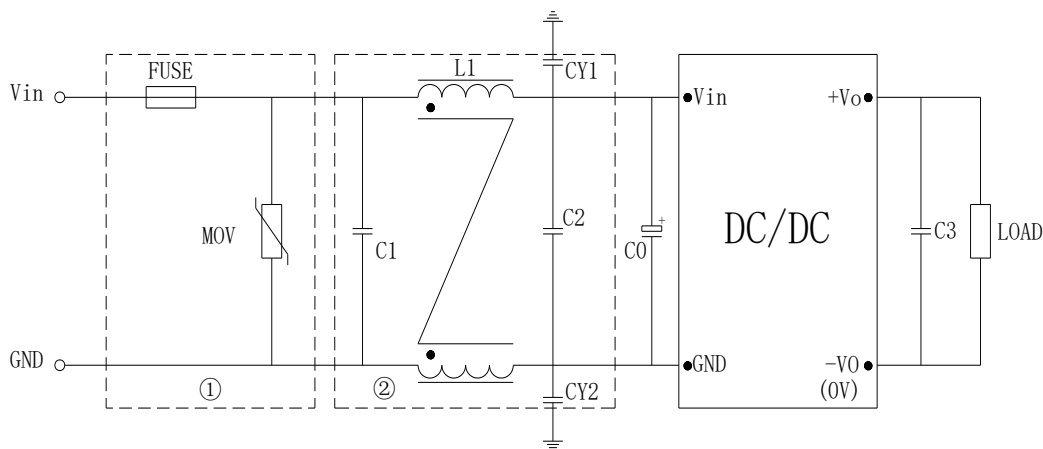 CY1
FUSE
L1
Vin
Vin
+Vo
MOV
C1
C2
+
C0
DC/DC
C3
LOAD
GND
GND
-VO
(0V)
①
②
CY2